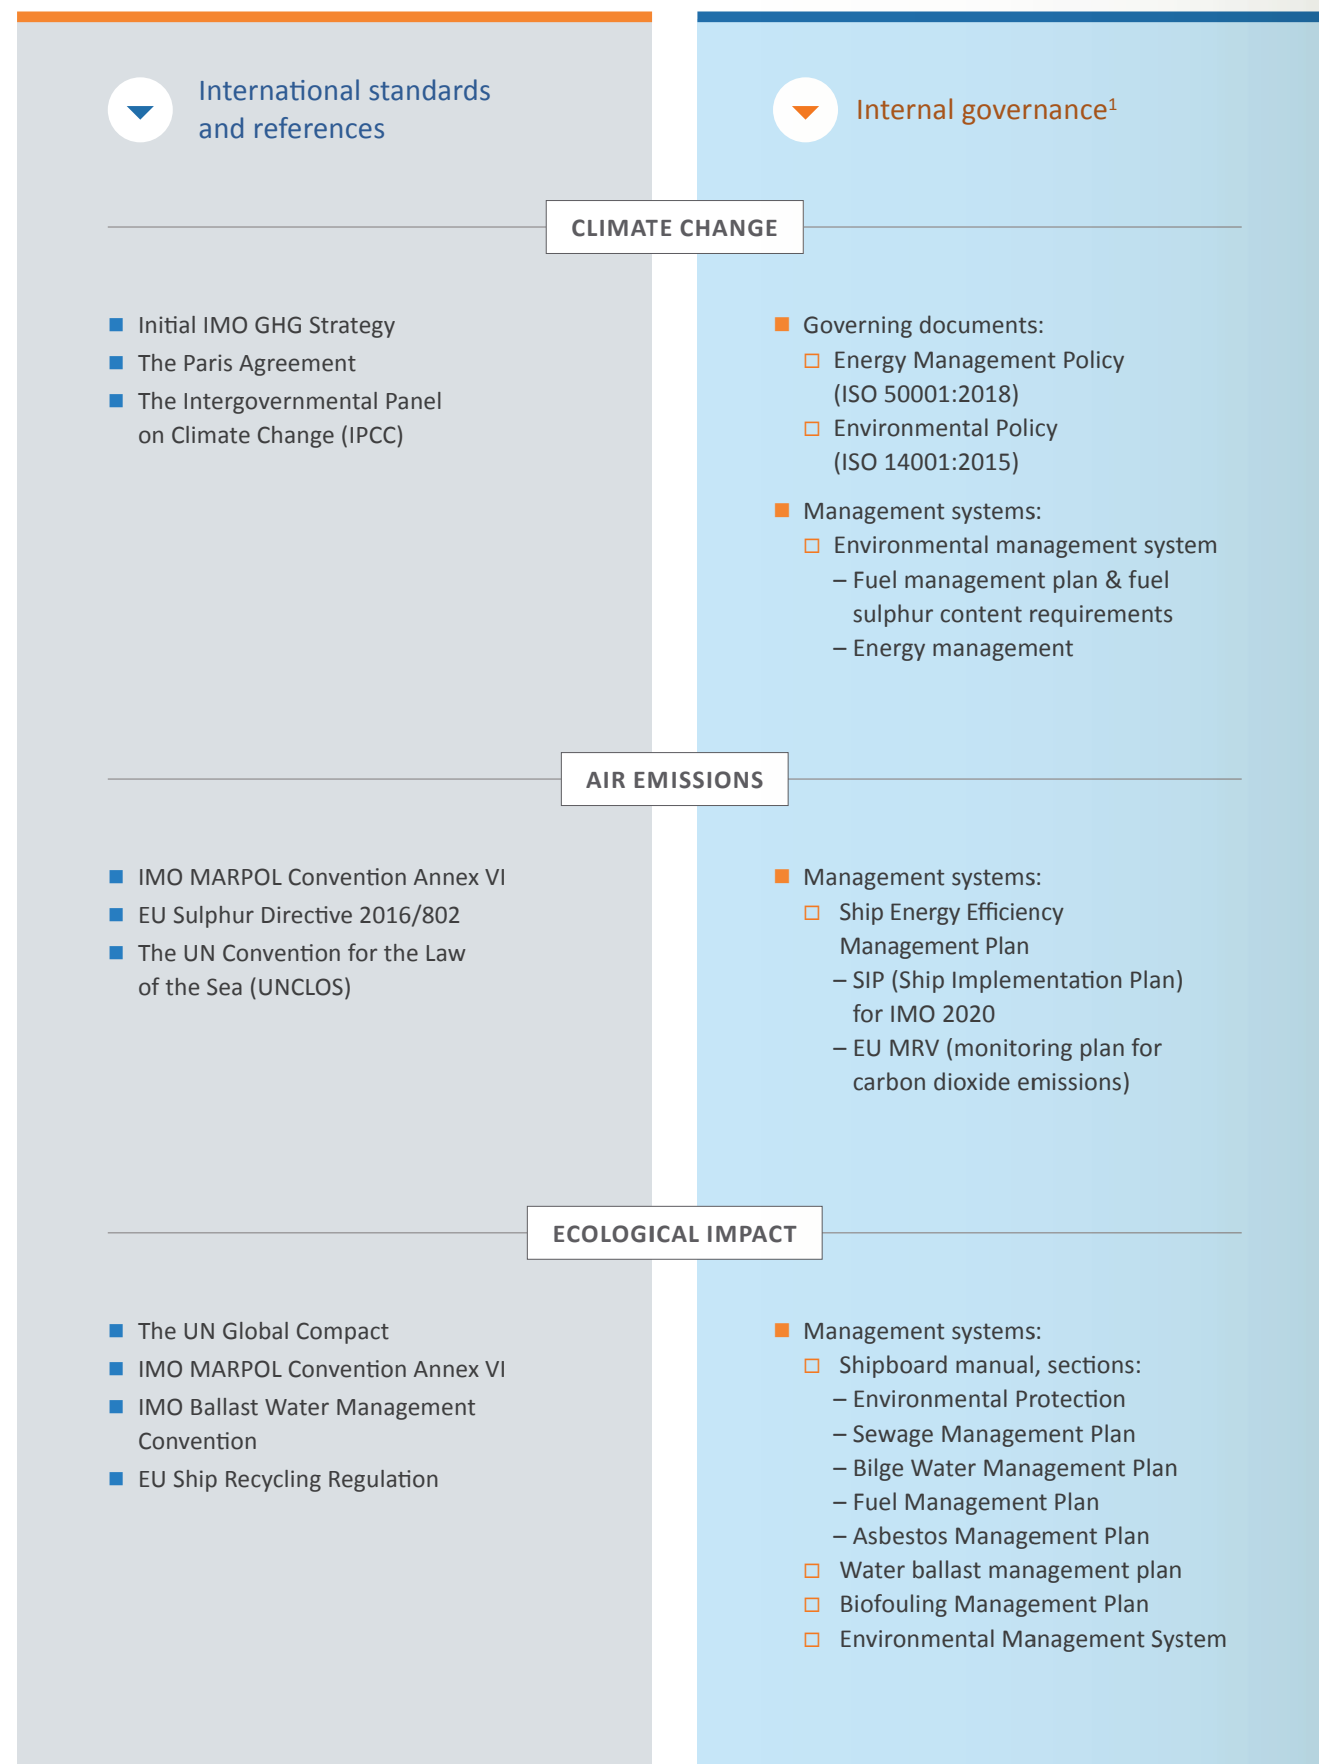 International standards
and references
Internal governance1
CLIMATE CHANGE
Initial IMO GHG Strategy
The Paris Agreement
The Intergovernmental Panel
on Climate Change (IPCC)
Governing documents:
Energy Management Policy
(ISO 50001:2018)
Environmental Policy
(ISO 14001:2015)
Management systems:
Environmental management system
– Fuel management plan & fuel
sulphur content requirements
– Energy management
AIR EMISSIONS
IMO MARPOL Convention Annex VI
EU Sulphur Directive 2016/802
The UN Convention for the Law
of the Sea (UNCLOS)
Management systems:
Ship Energy Efficiency
Management Plan
– SIP (Ship Implementation Plan)
for IMO 2020
– EU MRV (monitoring plan for
carbon dioxide emissions)
ECOLOGICAL IMPACT
The UN Global Compact
IMO MARPOL Convention Annex VI
IMO Ballast Water Management
Convention
EU Ship Recycling Regulation
Management systems:
Shipboard manual, sections:
– Environmental Protection
– Sewage Management Plan
– Bilge Water Management Plan
– Fuel Management Plan
– Asbestos Management Plan
Water ballast management plan
Biofouling Management Plan
Environmental Management System